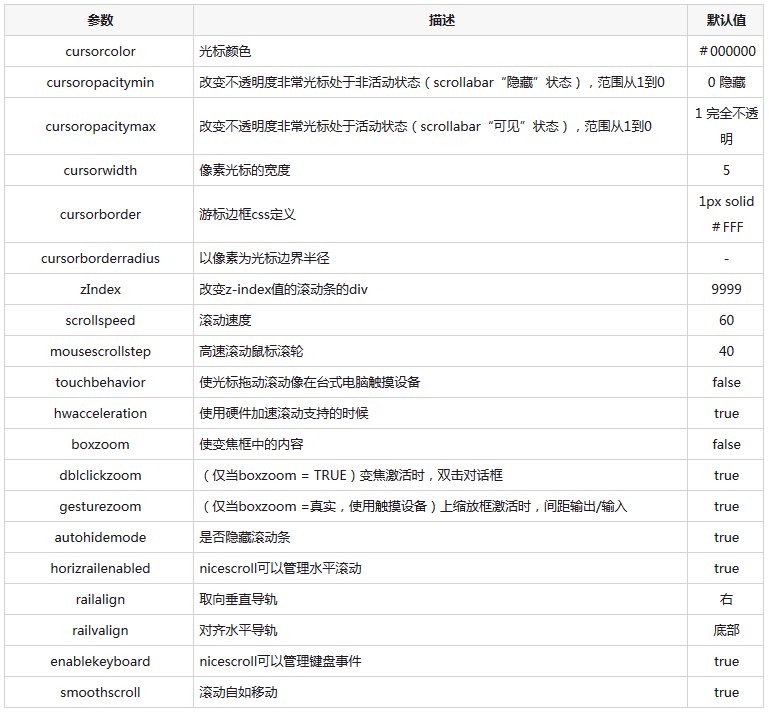 参数 描述 默认值
cursorcolor 光标颜色 #000000
cursoropacitymin 改变不透明度非常光标处于非活动状态（scrollabar“隐藏”状态），范围从1到0 0 隐藏
cursoropacitymax 改变不透明度非常光标处于活动状态（scrollabar“可见”状态），范围从1到0 1 完全不透
明
cursorwidth 像素光标的宽度 5
cursorborder 游标边框css定义 1px solid
#FFF
cursorborderradius 以像素为光标边界半径 -
zIndex 改变z-index值的滚动条的div 9999
scrollspeed 滚动速度 60
mousescrollstep 高速滚动鼠标滚轮 40
touchbehavior 使光标拖动滚动像在台式电脑触摸设备 false
hwacceleration 使用硬件加速滚动支持的时候 true
boxzoom 使变焦框中的内容 false
dblclickzoom （仅当boxzoom = TRUE）变焦激活时，双击对话框 true
gesturezoom （仅当boxzoom =真实，使用触摸设备）上缩放框激活时，间距输出/输入 true
autohidemode 是否隐藏滚动条 true
horizrailenabled nicescroll可以管理水平滚动 true
railalign 取向垂直导轨 右
railvalign 对齐水平导轨 底部
enablekeyboard nicescroll可以管理键盘事件 true
smoothscroll 滚动自如移动 true